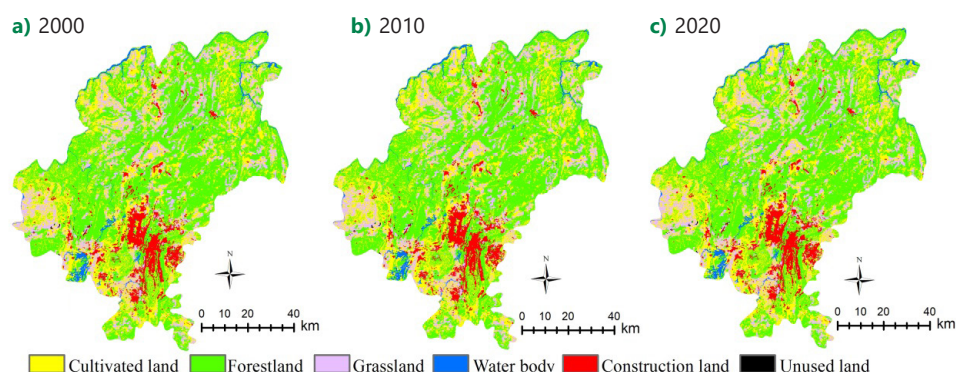 a) 2000
b) 2010
c) 2020
N
N
N
0 10 20 40
km
0 10 20 40
km
0 10 20 40
km
Cultivated land Forestland Grassland Water body Construction land Unused land